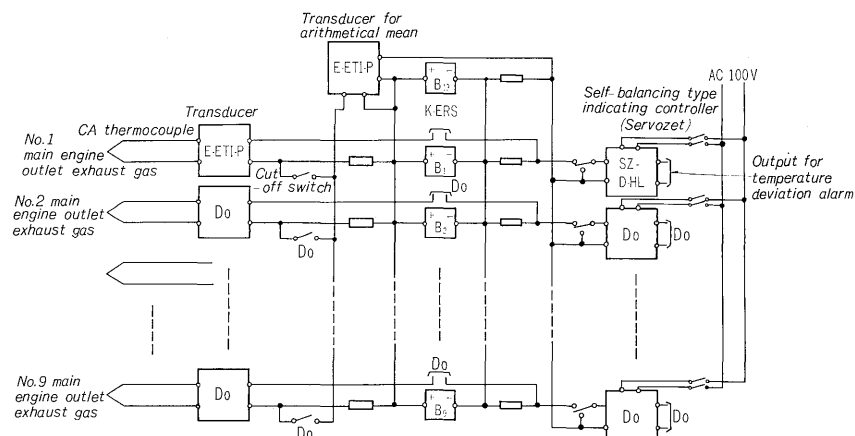 Transducer for
arithmetical mean
E-ETI-P
B₁₀
AC 100V
Self-balancing type
indicating controller
(Servozet)
Transducer
K-ERS
CA thermocouple
No.1
main engine
outlet exhaust gas
E-ETI-P
Cut
-off switch
B₁
Do
SZ-
D-HL
Output for
temperature
deviation alarm
No.2 main
engine outlet
exhaust gas
Do
Do
B₂
Do
Do
No.9 main
engine outlet
exhaust gas
Do
Do
Do
B₉
Do
Do